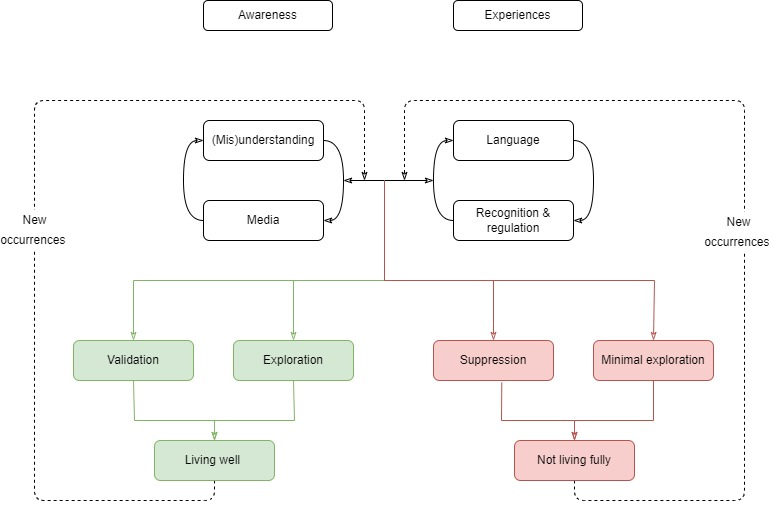 Awareness
Experiences
(Mis)understanding
Language
Media
Recognition &
regulation
New
occurrences
New
occurrences
Validation
Exploration
Suppression
Minimal exploration
Living well
Not living fully